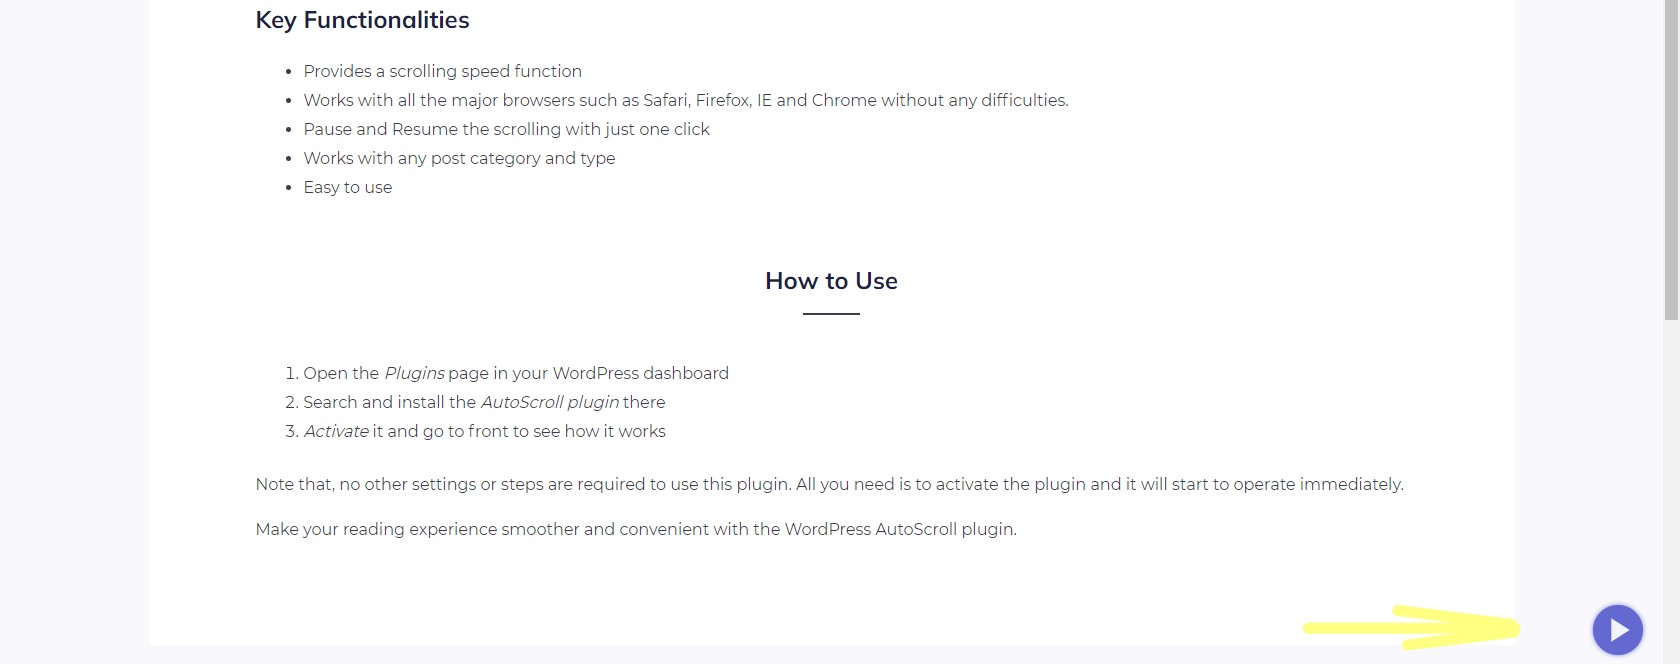 Key Functionalities
Provides a scrolling speed function
Works with all the major browsers such as Safari, Firefox, IE and Chrome without any difficulties.
Pause and Resume the scrolling with just one click
Works with any post category and type
Easy to use
How to Use
1. Open the Plugins page in your WordPress dashboard
2. Search and install the AutoScroll plugin there
3. Activate it and go to front to see how it works
Note that, no other settings or steps are required to use this plugin. All you need is to activate the plugin and it will start to operate immediately.
Make your reading experience smoother and convenient with the WordPress AutoScroll plugin.